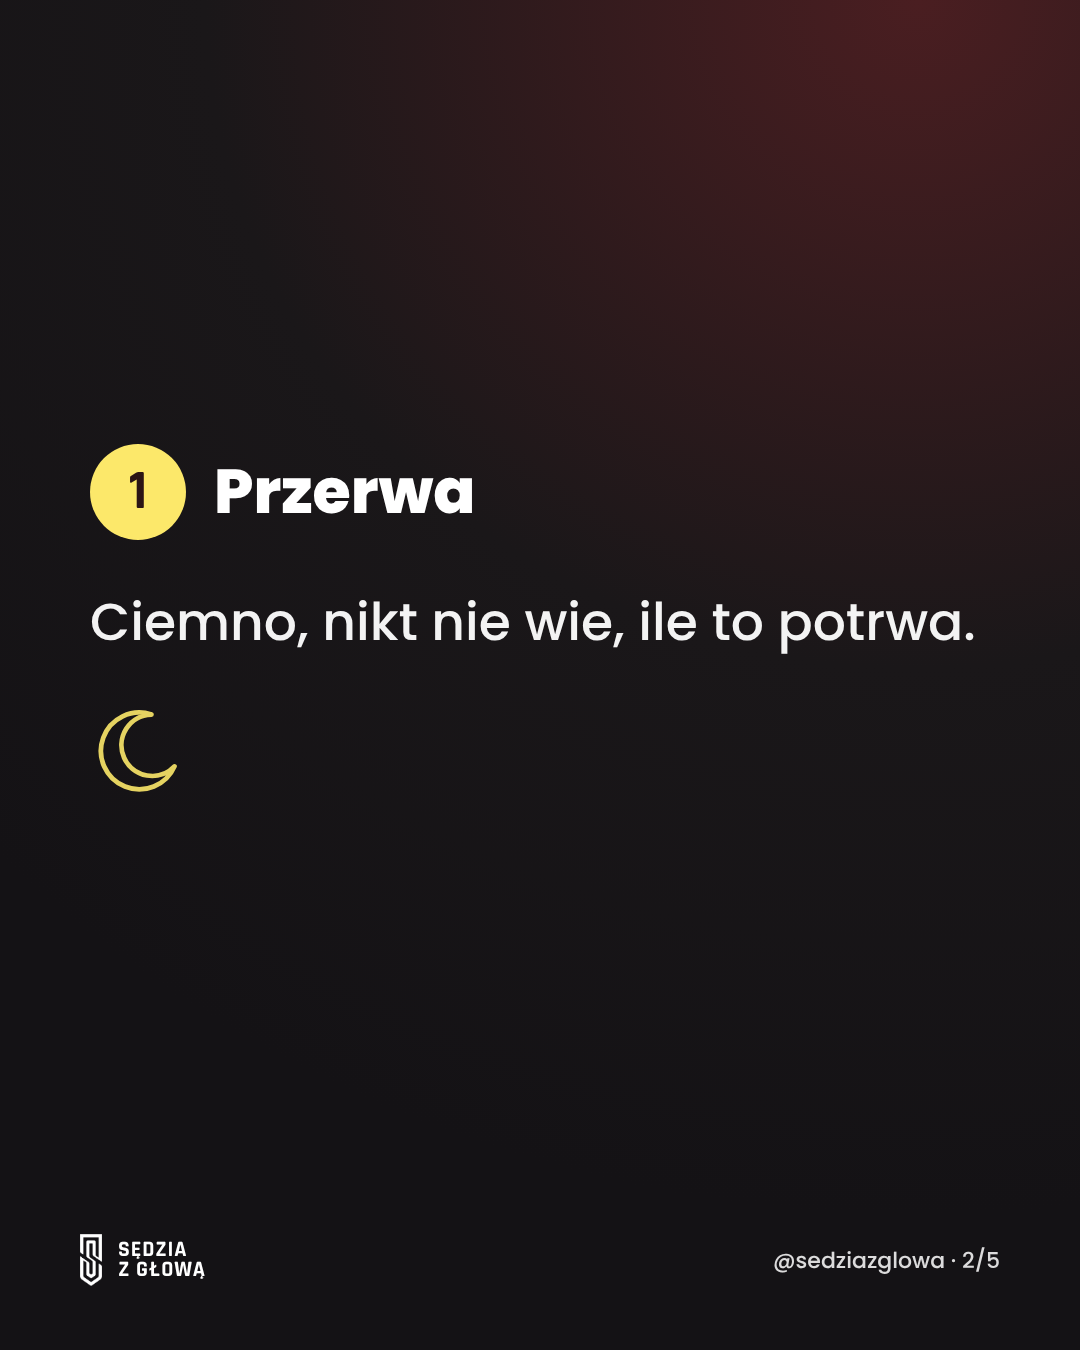 1 Przerwa
Ciemno, nikt nie wie, ile to potrwa.
SĘDZIA
Z GŁOWĄ
@sedziazglowa · 2/5